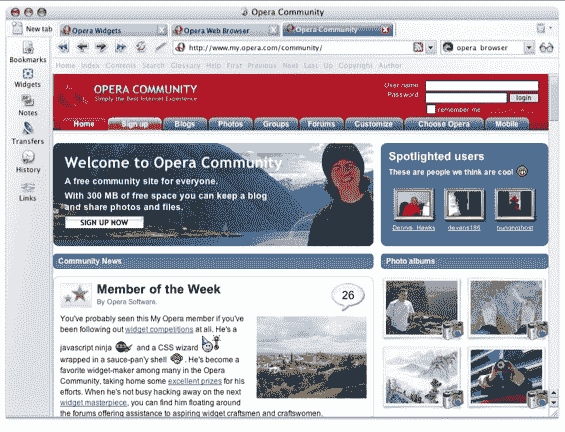 Opera Community
New tab
Opera Widgets
Opera Web Browser
Opera Community
http://www.my.opera.com/community/
opera browser
Bookmarks
Widgets
Notes
Transfers
History
Links
Home Index Contents Search Glossary Help First Previous Next Last Up Copyright Author
OPERA COMMUNITY
Simply the Best Internet Experience
User name
Password
login
remember me
Home Sign up Blogs Photos Groups Forums Customize Choose Opera Mobile
Welcome to Opera Community
A free community site for everyone.
With 300 MB of free space you can keep a blog
and share photos and files.
SIGN UP NOW
Spotlighted users
These are people we think are cool
Dennis_Hawks
Community News
Photo albums
Member of the Week
By Opera Software.
26
You've probably seen this My Opera member if you've
been following out widget competitions at all. He's a
javascript ninja and a CSS wizard
wrapped in a sauce-pan'y shell . He's become a
favorite widget-maker among many in the Opera
Community, taking home some excellent prizes for his
efforts. When he's not busy hacking away on the next
widget masterpiece, you can find him floating around
the forums offering assistance to aspiring widget craftsmen and craftswomen.